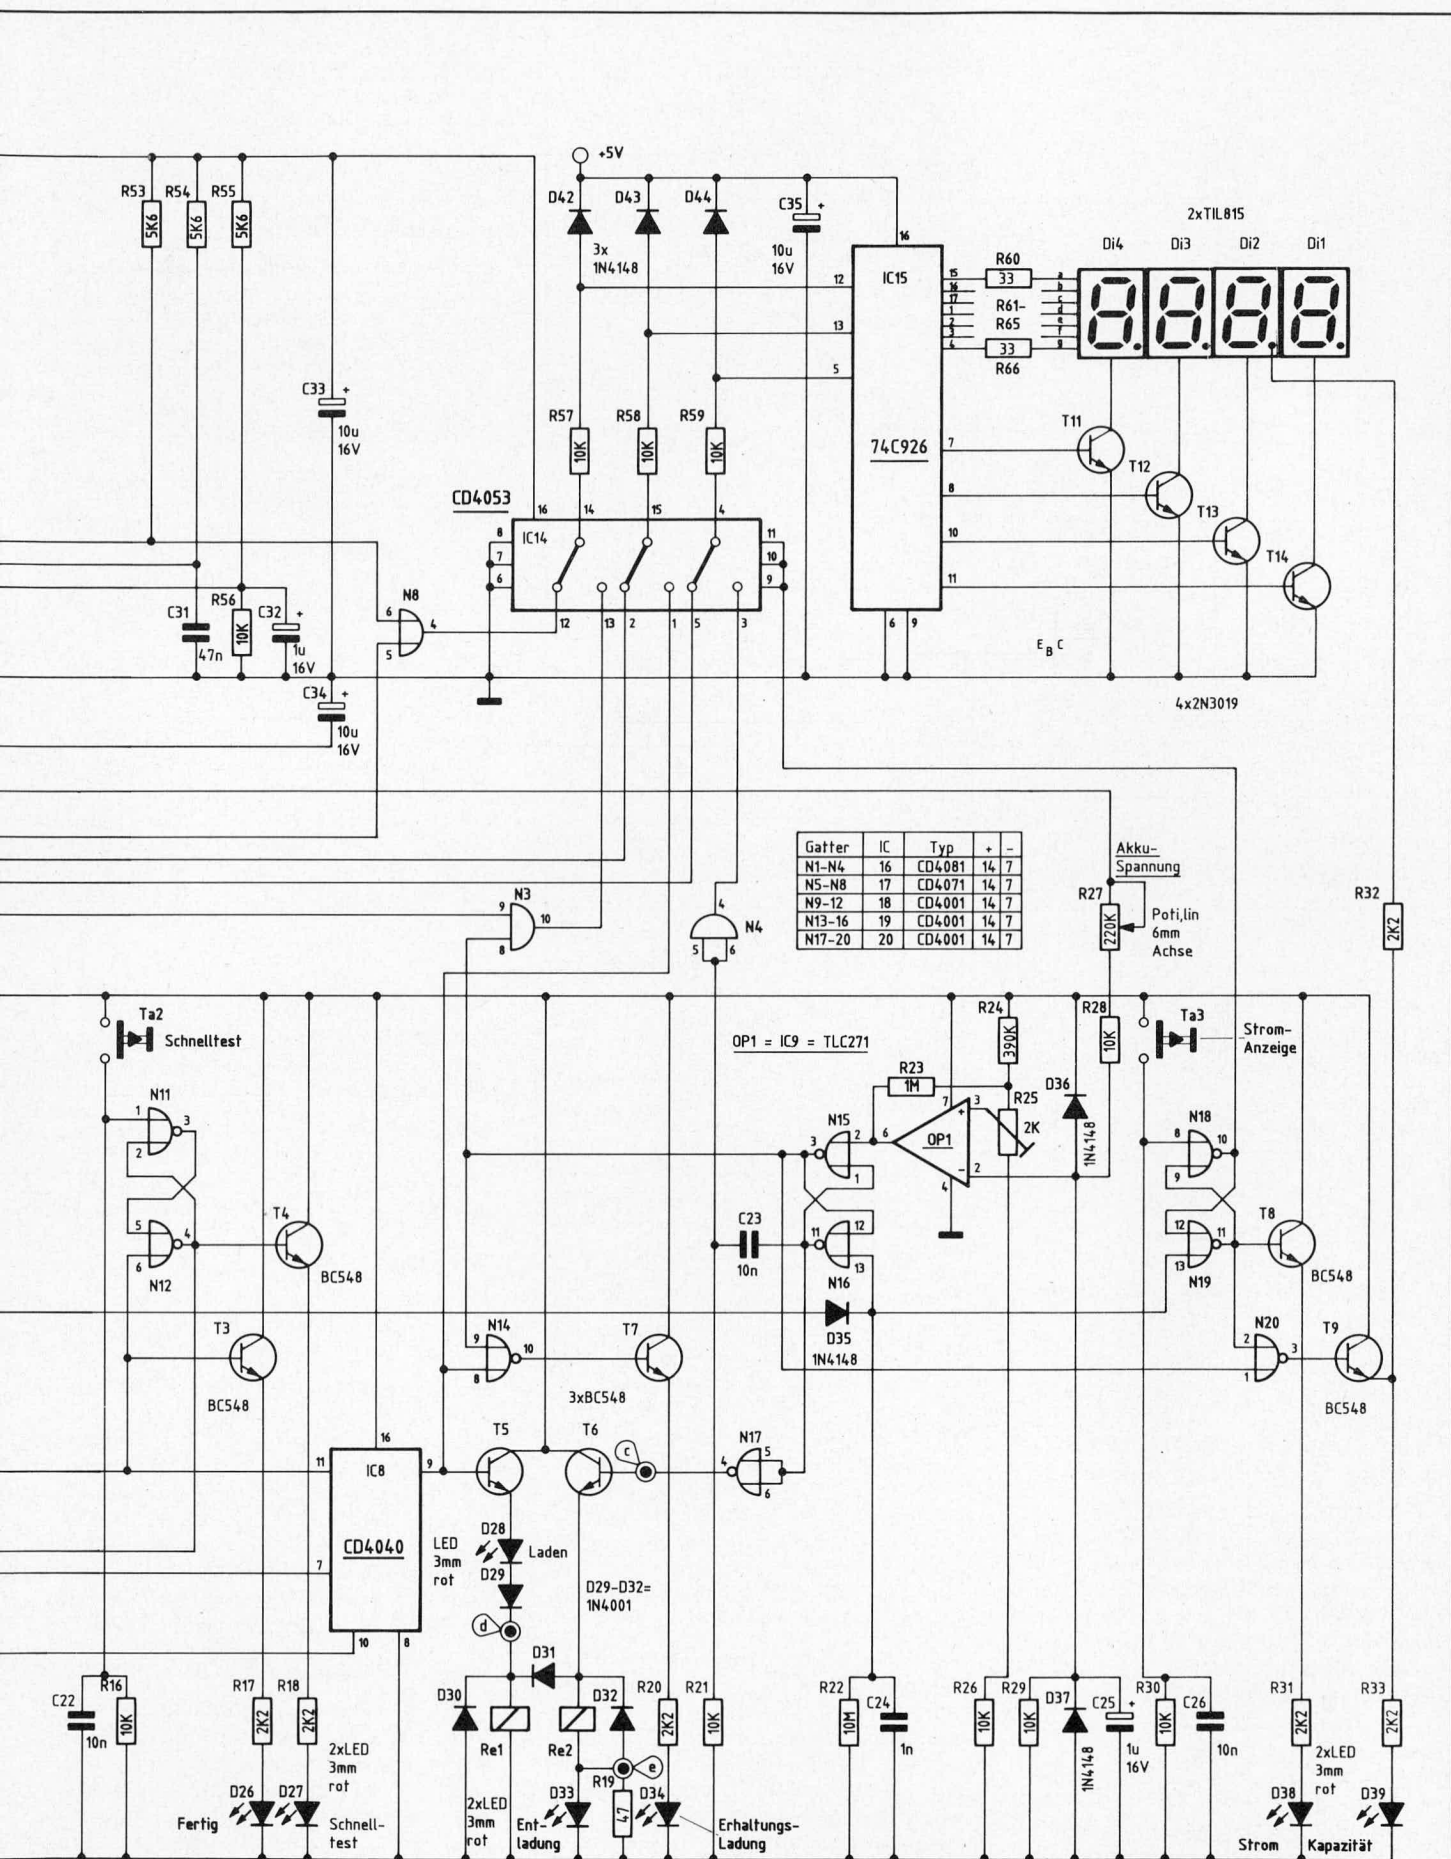 +5V
R53
R54
R55
5K6
5K6
5K6
D42
D43
D44
3x
1N4148
C35
+
10u
16V
16
IC15
12
13
5
74C926
15
16
17
1
2
3
4
R60
33
R61-
R65
33
R66
a
b
c
d
e
f
g
2xTIL815
Di4
Di3
Di2
Di1
7
8
10
11
6
9
T11
T12
T13
T14
E B C
4x2N3019
C33
+
10u
16V
R57
R58
R59
10K
10K
10K
CD4053
16
14
15
4
IC14
8
7
6
11
10
9
12
13
2
1
5
3
N8
6
5
4
C31
47n
R56
10K
C32
+
1u
16V
C34
+
10u
16V
Gatter IC Typ + -
N1-N4 16 CD4081 14 7
N5-N8 17 CD4071 14 7
N9-12 18 CD4001 14 7
N13-16 19 CD4001 14 7
N17-20 20 CD4001 14 7
Akku-
Spannung
R27
220K
Poti,lin
6mm
Achse
R32
2K2
N3
9
8
10
N4
4
5
6
Ta2
Schnelltest
OP1 = IC9 = TLC271
R24
390K
R28
10K
Ta3
Strom-
Anzeige
R23
1M
R25
2K
D36
1N4148
N11
1
2
3
N12
5
6
4
T4
BC548
T3
BC548
N15
3
2
1
6
7
OP1
+
3
−
2
4
C23
10n
11
12
13
N16
N18
8
9
10
12
13
11
N19
T8
BC548
D35
1N4148
N14
9
8
10
T7
3xBC548
N20
2
1
3
T9
BC548
T5
T6
c
N17
4
5
6
11
16
IC8
9
CD4040
7
10
8
LED
3mm
rot
D28
Laden
D29
d
D29-D32=
1N4001
D31
C22
10n
R16
10K
R17
2K2
R18
2K2
D30
Re1
Re2
D32
e
R19
47
R20
2K2
R21
10K
R22
10M
C24
1n
R26
10K
R29
10K
D37
1N4148
C25
+
1u
16V
R30
10K
C26
10n
R31
2K2
R33
2K2
2xLED
3mm
rot
D26
D27
Fertig
Schnell-
test
2xLED
3mm
rot
D33
Ent-
ladung
D34
Erhaltungs-
Ladung
2xLED
3mm
rot
D38
D39
Strom
Kapazität